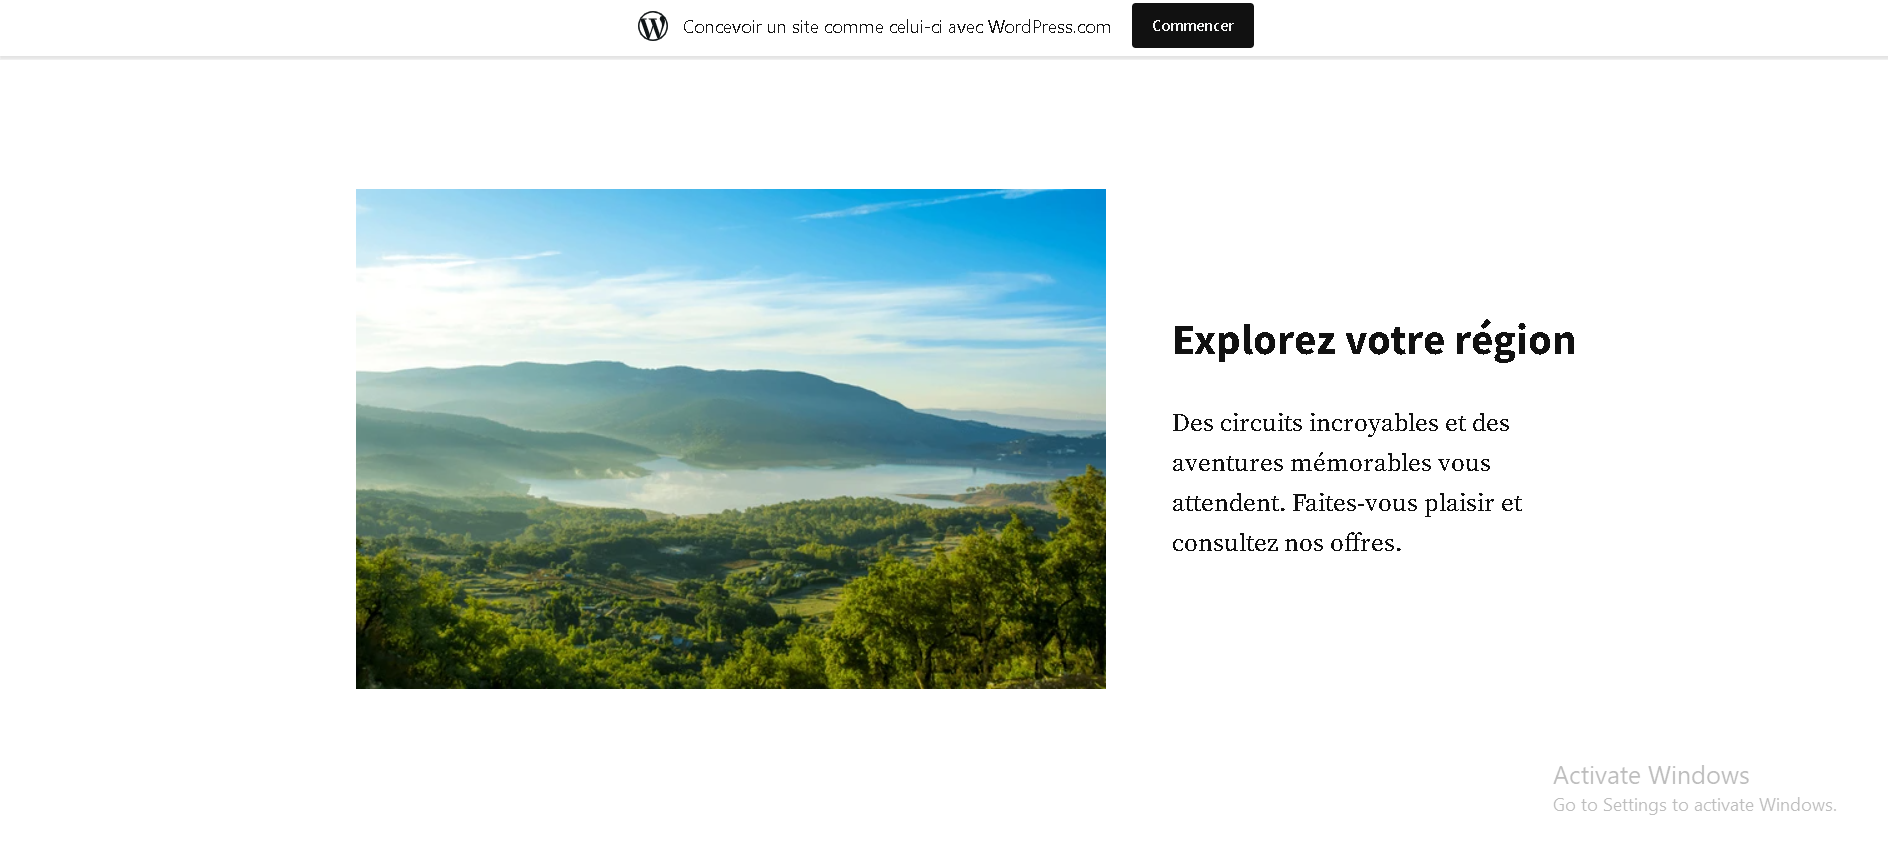 Concevoir un site comme celui-ci avec WordPress.com
Commencer
Explorez votre région
Des circuits incroyables et des
aventures mémorables vous
attendent. Faites-vous plaisir et
consultez nos offres.
Activate Windows
Go to Settings to activate Windows.